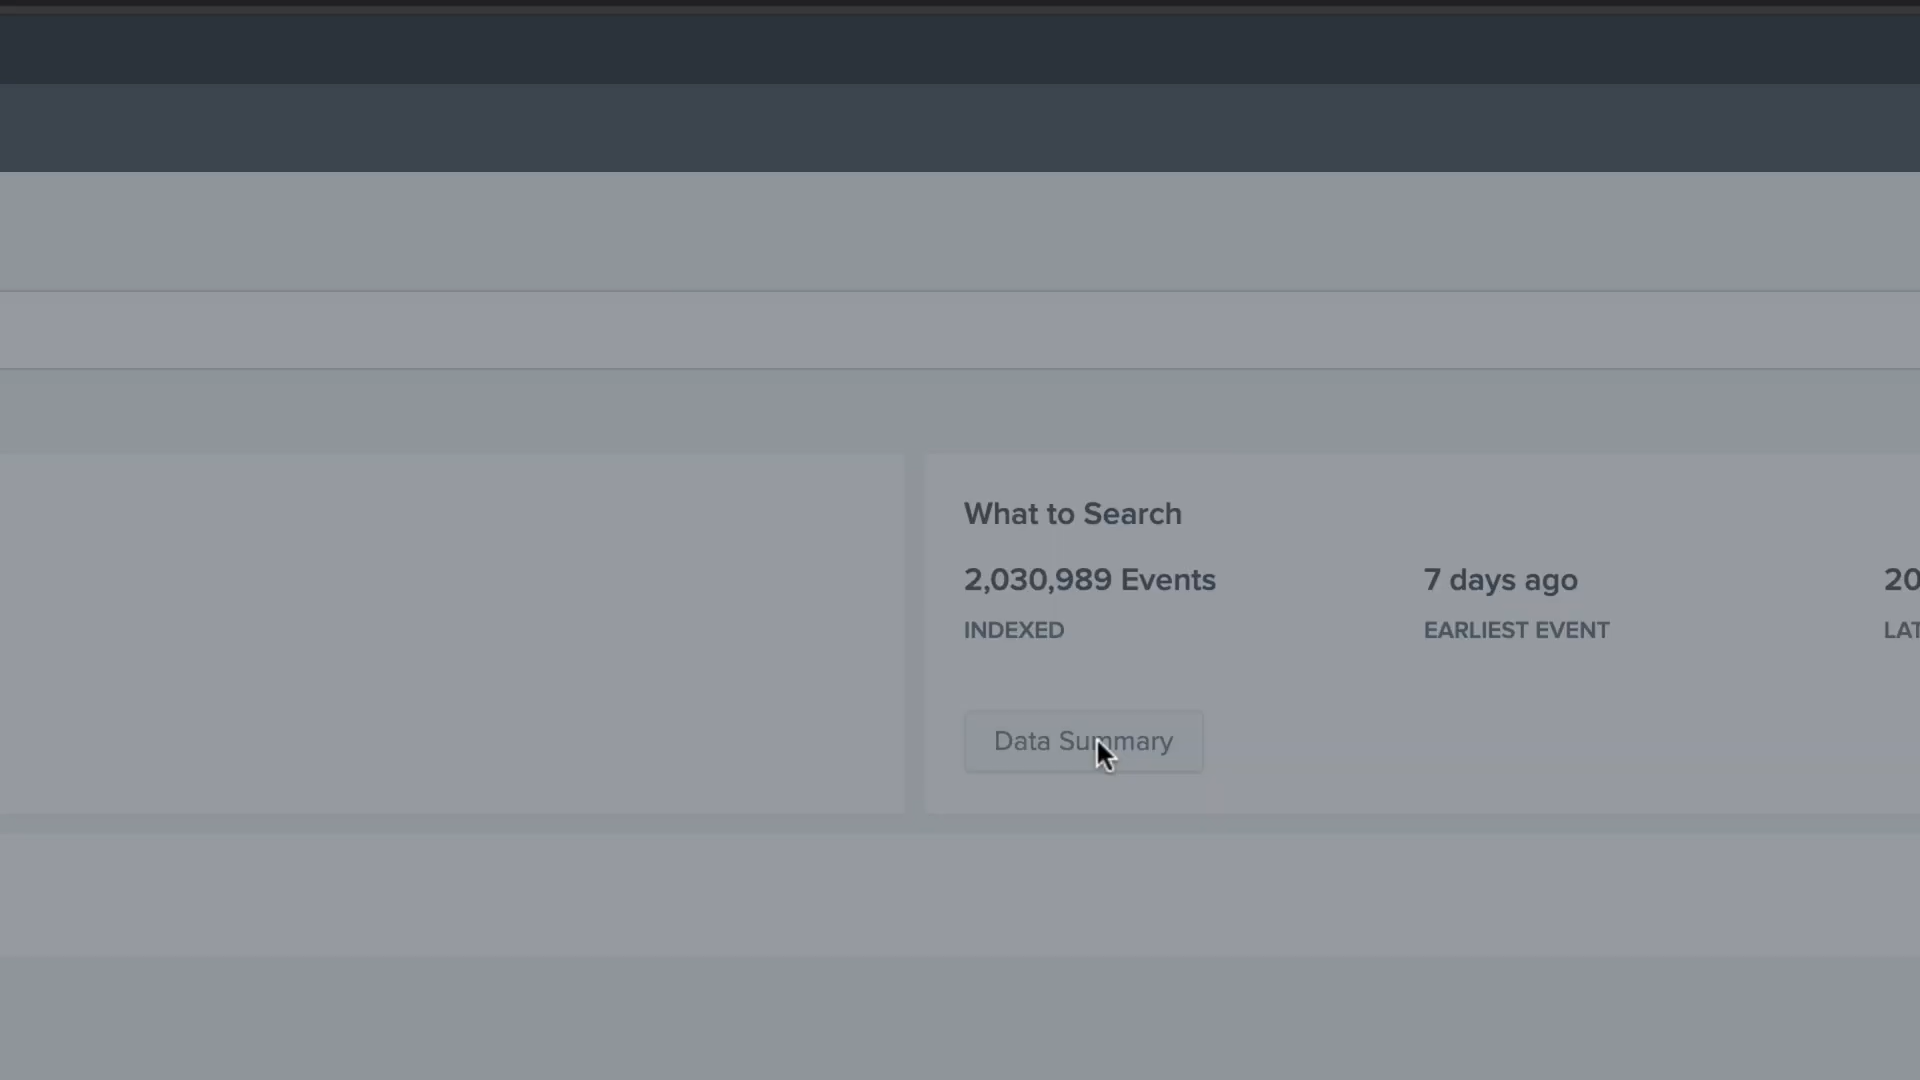 What to Search
2,030,989 Events
7 days ago
20
INDEXED
EARLIEST EVENT
LAT
Data Summary